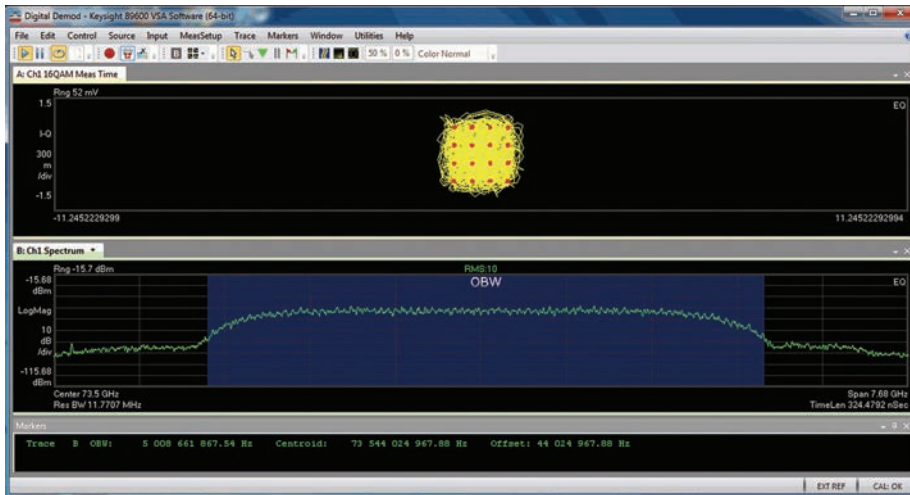 Digital Demod - Keysight 89600 VSA Software (64-bit)
File Edit Control Source Input MeasSetup Trace Markers Window Utilities Help
50 % 0 % Color Normal
A: Ch1 16QAM Meas Time
Rng 52 mV
1.5
EQ
I-Q
300
m
/div
-1.5
-11.2452229299
11.24522292994
B: Ch1 Spectrum
Rng -15.7 dBm
RMS:10
-15.68
dBm
OBW
EQ
LogMag
10
dB
/div
-115.68
dBm
Center 73.5 GHz
Span 7.68 GHz
Res BW 11.7707 MHz
TimeLen 324.4792 nSec
Markers
Trace B OBW: 5 008 661 867.54 Hz Centroid: 73 544 024 967.88 Hz Offset: 44 024 967.88 Hz
EXT REF CAL: OK